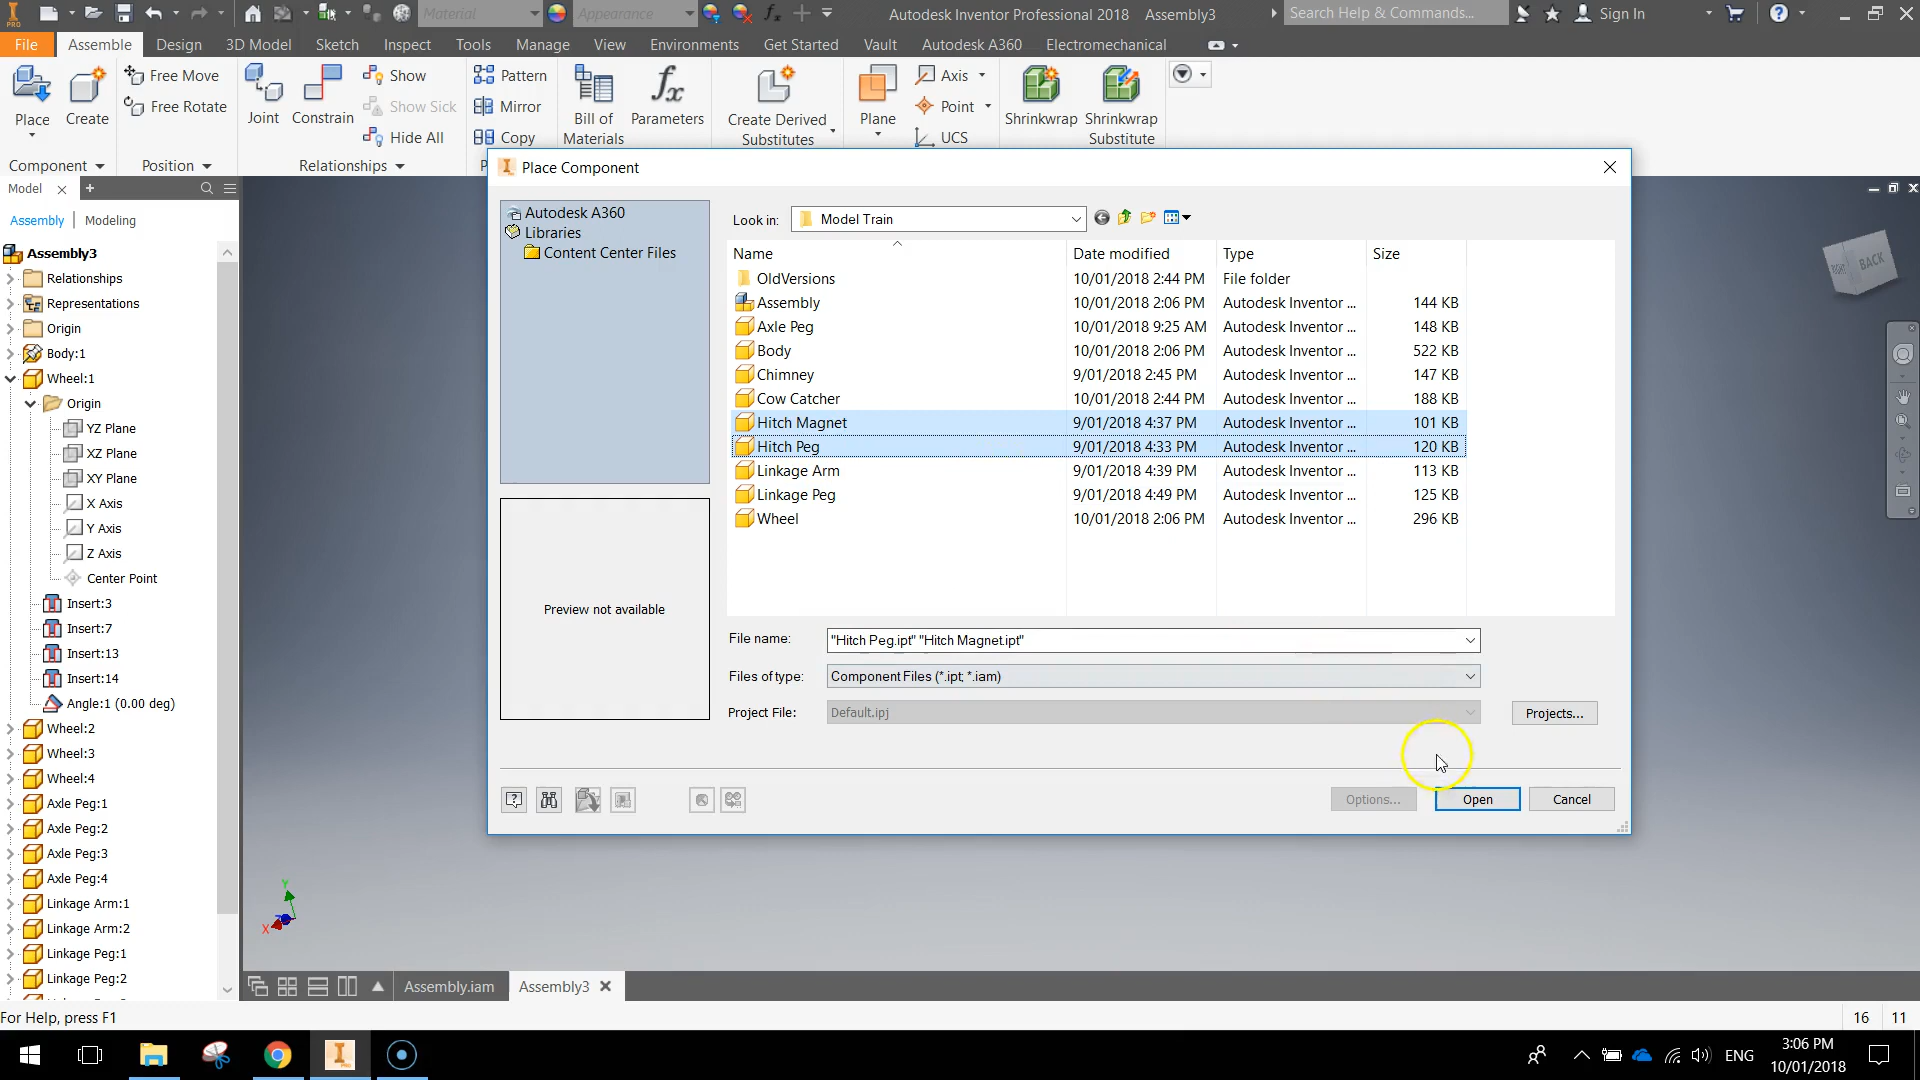 Material
Appearance
Autodesk Inventor Professional 2018 Assembly3
Search Help & Commands...
Sign In
PRO
File Assemble Design 3D Model Sketch Inspect Tools Manage View Environments Get Started Vault Autodesk A360 Electromechanical
Place
Create
Free Move
Free Rotate
Joint
Constrain
Show
Show Sick
Hide All
Pattern
Mirror
Copy
Bill of
Materials
Parameters
Create Derived
Substitutes
Plane
Axis
Point
UCS
Shrinkwrap
Shrinkwrap
Substitute
Component
Position
Relationships
Model
Assembly | Modeling
Assembly3
Relationships
Representations
Origin
Body:1
Wheel:1
Origin
YZ Plane
XZ Plane
XY Plane
X Axis
Y Axis
Z Axis
Center Point
Insert:3
Insert:7
Insert:13
Insert:14
Angle:1 (0.00 deg)
Wheel:2
Wheel:3
Wheel:4
Axle Peg:1
Axle Peg:2
Axle Peg:3
Axle Peg:4
Linkage Arm:1
Linkage Arm:2
Linkage Peg:1
Linkage Peg:2
Place Component
Autodesk A360
Libraries
Content Center Files
Preview not available
Look in: Model Train
Name Date modified Type Size
OldVersions 10/01/2018 2:44 PM File folder
Assembly 10/01/2018 2:06 PM Autodesk Inventor ... 144 KB
Axle Peg 10/01/2018 9:25 AM Autodesk Inventor ... 148 KB
Body 10/01/2018 2:06 PM Autodesk Inventor ... 522 KB
Chimney 9/01/2018 2:45 PM Autodesk Inventor ... 147 KB
Cow Catcher 10/01/2018 2:44 PM Autodesk Inventor ... 188 KB
Hitch Magnet 9/01/2018 4:37 PM Autodesk Inventor ... 101 KB
Hitch Peg 9/01/2018 4:33 PM Autodesk Inventor ... 120 KB
Linkage Arm 9/01/2018 4:39 PM Autodesk Inventor ... 113 KB
Linkage Peg 9/01/2018 4:49 PM Autodesk Inventor ... 125 KB
Wheel 10/01/2018 2:06 PM Autodesk Inventor ... 296 KB
File name: "Hitch Peg.ipt" "Hitch Magnet.ipt"
Files of type: Component Files (*.ipt; *.iam)
Project File: Default.ipj
Projects...
Options...
Open
Cancel
RIGHT
BACK
Y
X
Assembly.iam
Assembly3
For Help, press F1
16 11
ENG
3:06 PM
10/01/2018